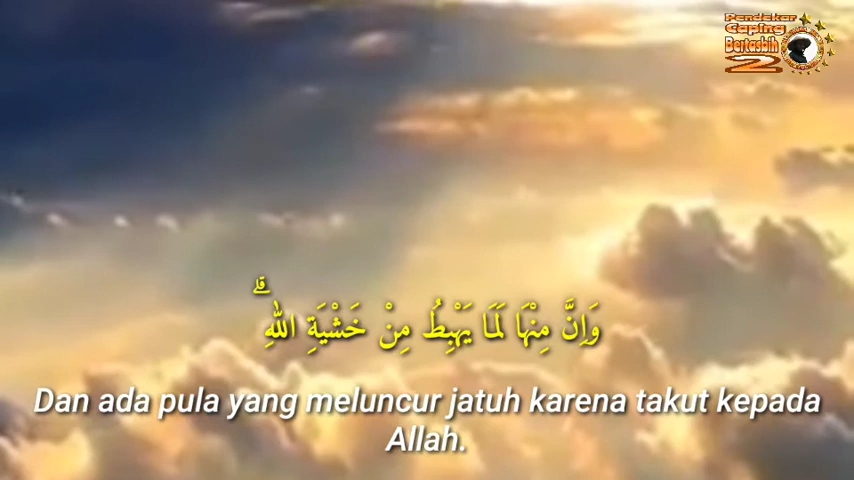 Pendekar
Caping
Bertasbih
2
وَاِنَّ مِنْهَا لَمَا يَهْبِطُ مِنْ خَشْيَةِ اللّٰهِ ۗ
Dan ada pula yang meluncur jatuh karena takut kepada
Allah.